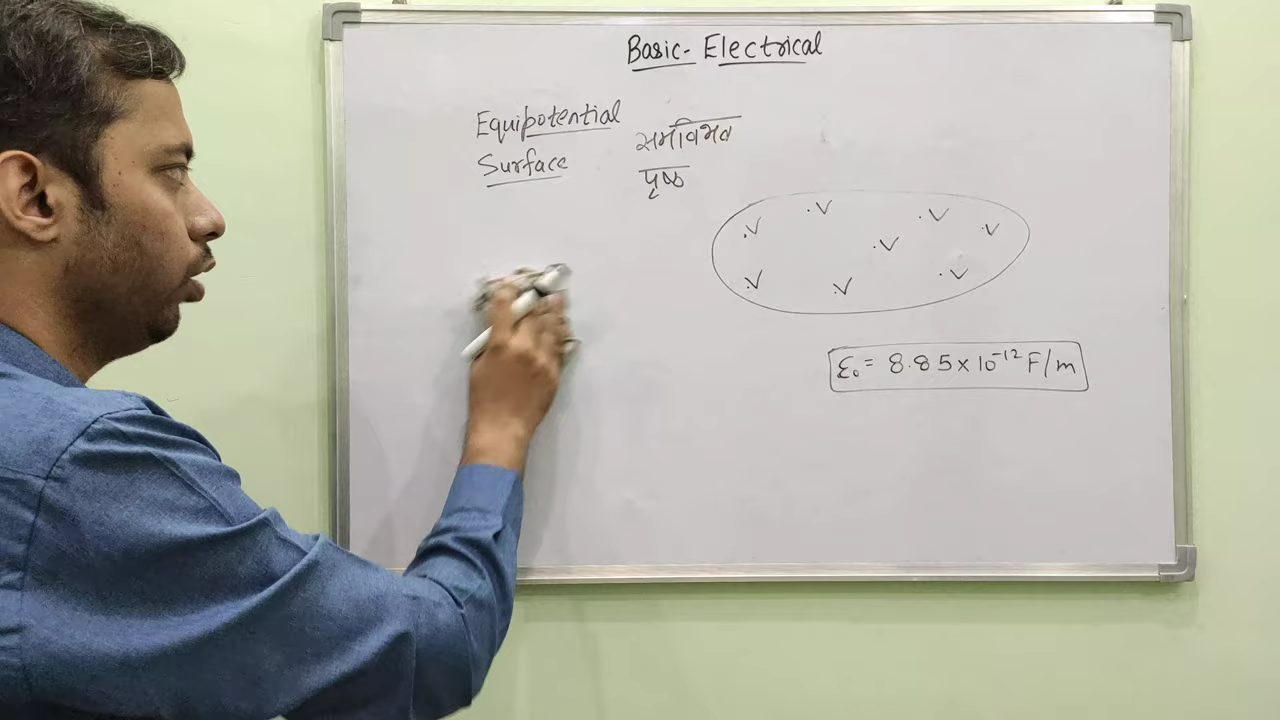 Basic- Electrical
Equipotential
Surface
समविभव
पृष्ठ
.V .V .V .V
.V
.V .V .V
ε₀ = 8.85 x 10⁻¹² F/m